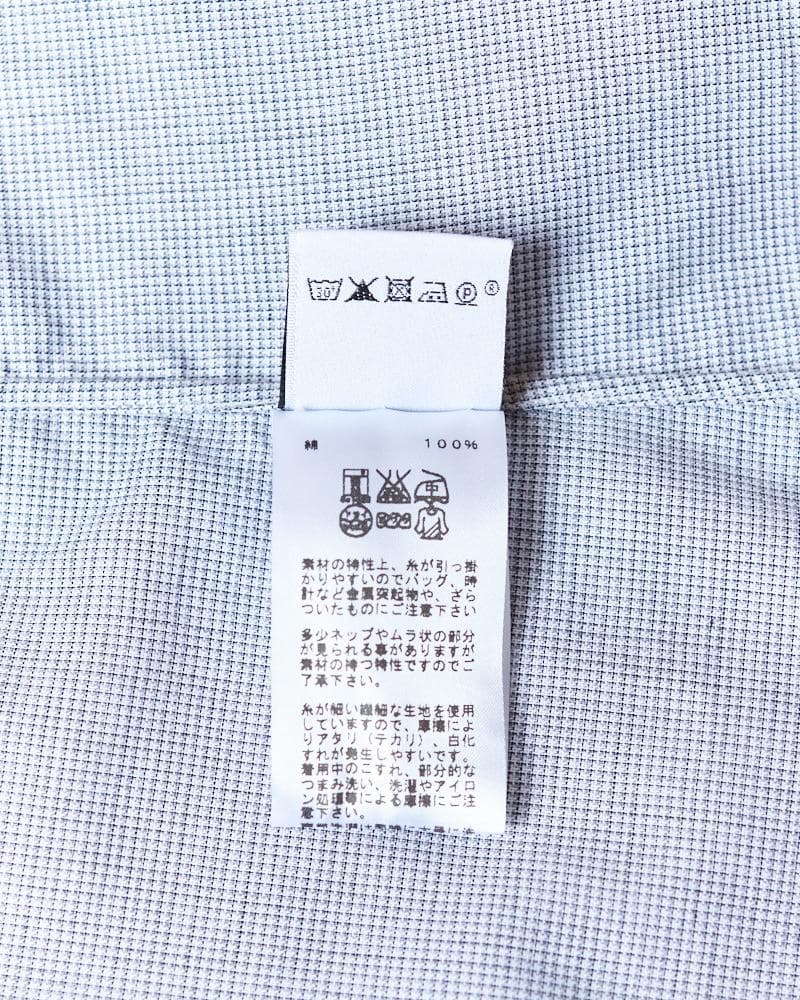 30° P ®
綿 100%
中
素材の特性上、糸が引っ掛
かりやすいのでバッグ、時
計など金属突起物や、ざら
ついたものにご注意下さい
多少ネップやムラ状の部分
が見られる事がありますが
素材の持つ特性ですのでご
了承下さい。
糸が細い繊細な生地を使用
していますので、摩擦によ
りアタリ（テカリ）、白化
すれが発生しやすいです。
着用中のこすれ、部分的な
つまみ洗い、洗濯やアイロ
ン処理等による摩擦にご注
意下さい。